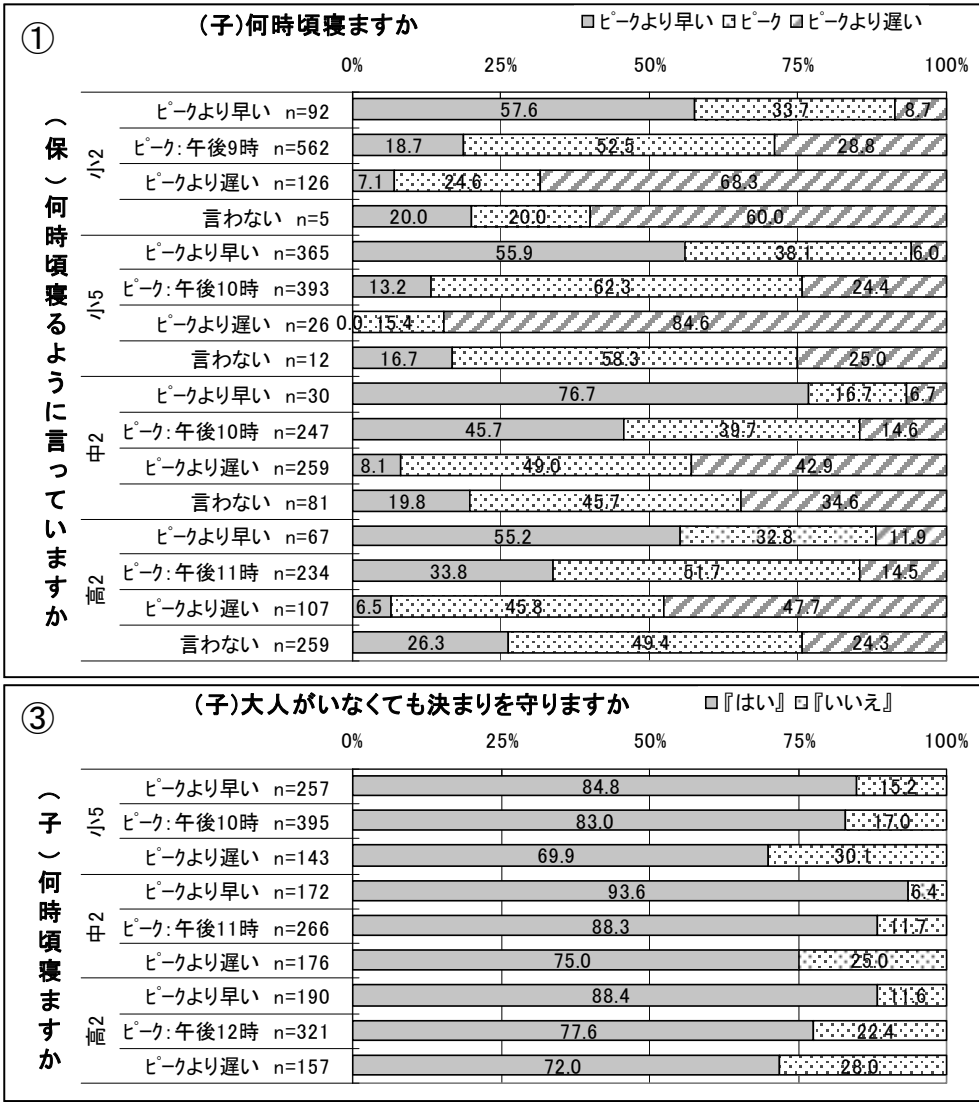 ①
(子)何時頃寝ますか
■ピークより早い □ピーク □ピークより遅い
0% 25% 50% 75% 100%
(保)何時頃寝るように言っていますか
小2
ピークより早い n=92 57.6 33.7 8.7
ピーク:午後9時 n=562 18.7 52.5 28.8
ピークより遅い n=126 7.1 24.6 68.3
言わない n=5 20.0 20.0 60.0
小5
ピークより早い n=365 55.9 38.1 6.0
ピーク:午後10時 n=393 13.2 62.3 24.4
ピークより遅い n=26 0.0 15.4 84.6
言わない n=12 16.7 58.3 25.0
中2
ピークより早い n=30 76.7 16.7 6.7
ピーク:午後10時 n=247 45.7 39.7 14.6
ピークより遅い n=259 8.1 49.0 42.9
言わない n=81 19.8 45.7 34.6
高2
ピークより早い n=67 55.2 32.8 11.9
ピーク:午後11時 n=234 33.8 51.7 14.5
ピークより遅い n=107 6.5 45.8 47.7
言わない n=259 26.3 49.4 24.3
③
(子)大人がいなくても決まりを守りますか
■『はい』 □『いいえ』
0% 25% 50% 75% 100%
(子)何時頃寝ますか
小5
ピークより早い n=257 84.8 15.2
ピーク:午後10時 n=395 83.0 17.0
ピークより遅い n=143 69.9 30.1
中2
ピークより早い n=172 93.6 6.4
ピーク:午後11時 n=266 88.3 11.7
ピークより遅い n=176 75.0 25.0
高2
ピークより早い n=190 88.4 11.6
ピーク:午後12時 n=321 77.6 22.4
ピークより遅い n=157 72.0 28.0